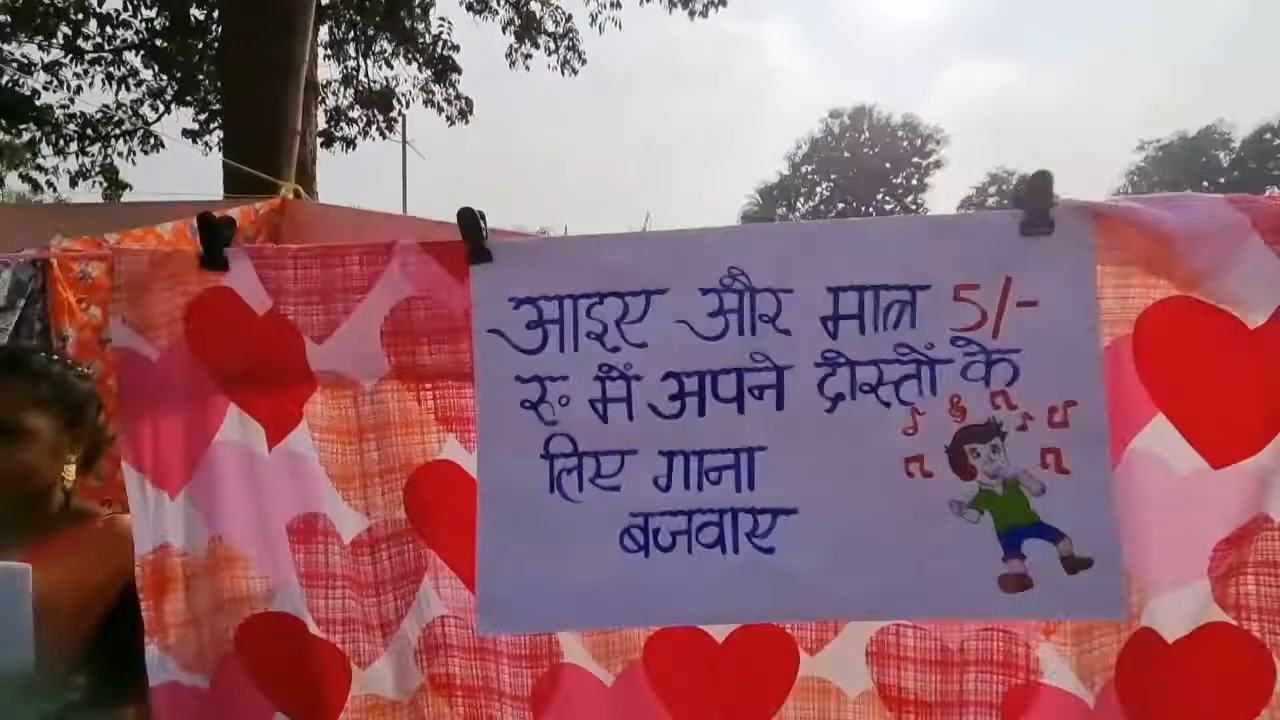 आइए और मात्र 5/-
रु. में अपने दोस्तों के
लिए गाना
बजवाए